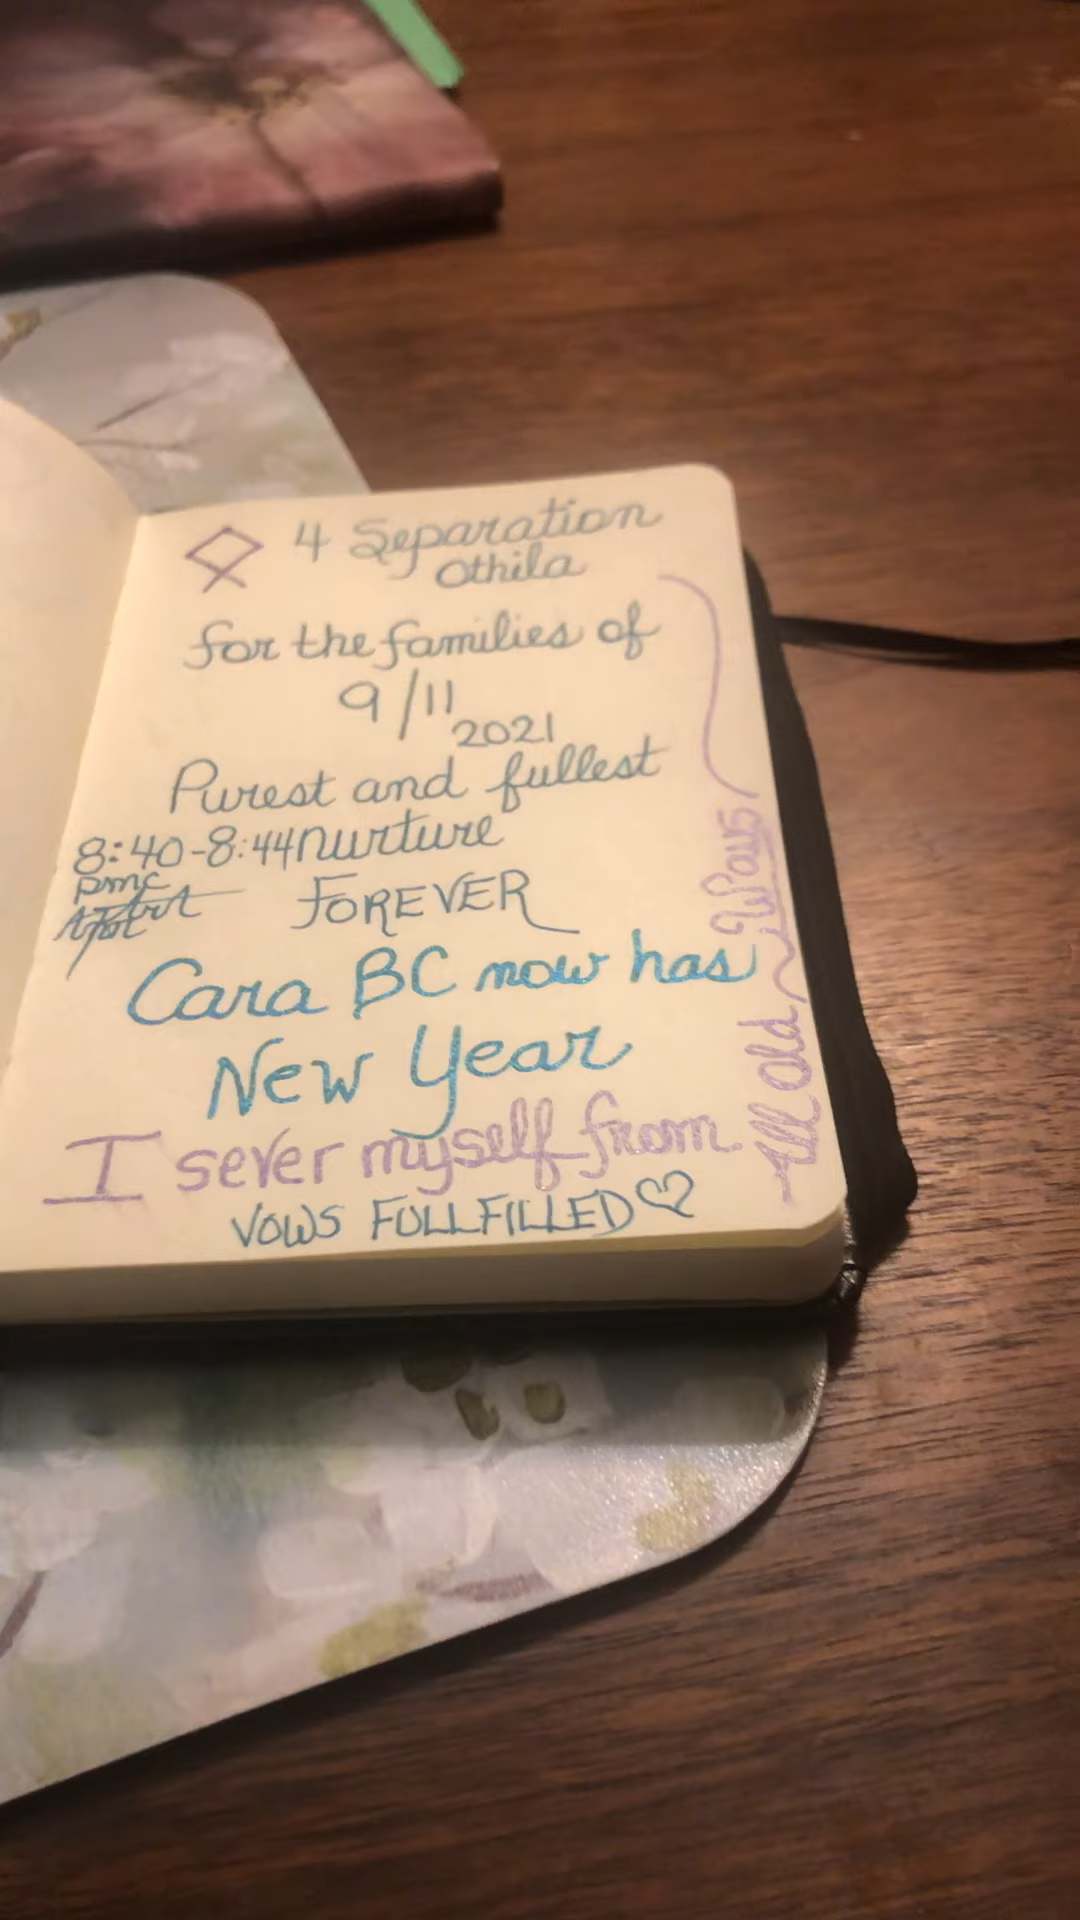 4 Separation
Othila
for the families of
9/11
2021
Purest and fullest
8:40-8:44 nurture
pmc
FOREVER
Cara BC now has
New Year
I sever myself from
All Old Ways
VOWS FULLFILLED